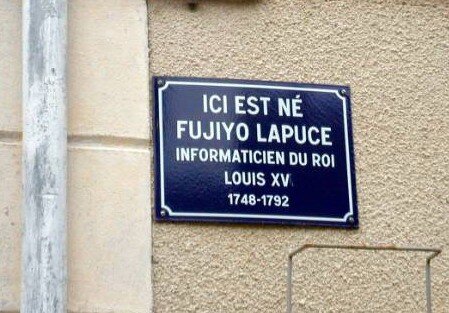 ICI EST NÉ
FUJIYO LAPUCE
INFORMATICIEN DU ROI
LOUIS XV
1748-1792